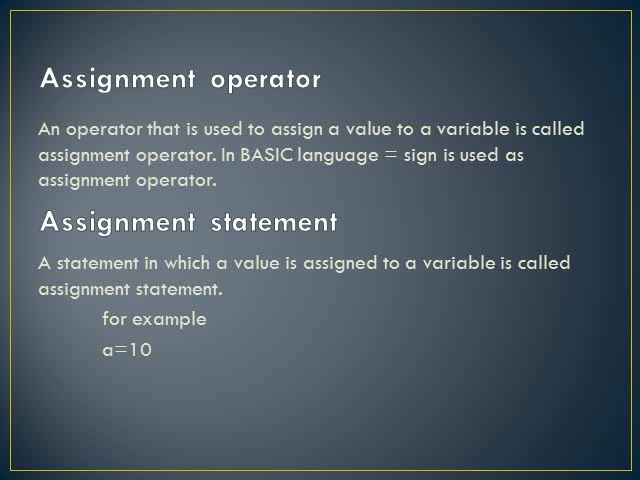 Assignment operator
An operator that is used to assign a value to a variable is called
assignment operator. In BASIC language = sign is used as
assignment operator.
Assignment statement
A statement in which a value is assigned to a variable is called
assignment statement.
for example
a=10